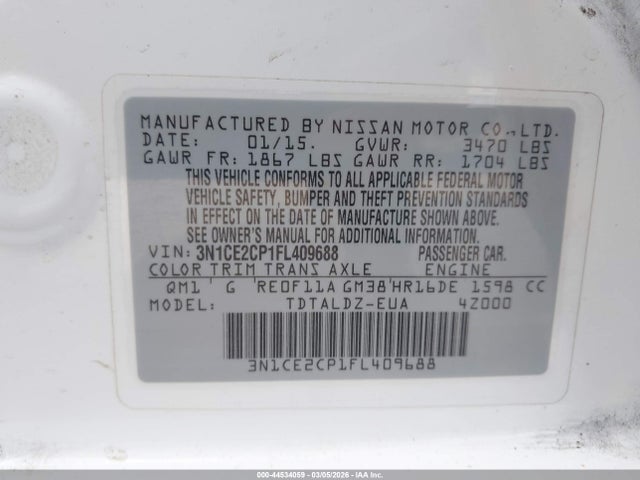 MANUFACTURED BY NISSAN MOTOR CO., LTD.
DATE: 01/15. GVWR: 3470 LBS
GAWR FR: 1867 LBS GAWR RR: 1704 LBS
THIS VEHICLE CONFORMS TO ALL APPLICABLE FEDERAL MOTOR
VEHICLE SAFETY, BUMPER AND THEFT PREVENTION STANDARDS
IN EFFECT ON THE DATE OF MANUFACTURE SHOWN ABOVE.
SEE OWNER'S MANUAL FOR ADDITIONAL INFORMATION.
VIN: 3N1CE2CP1FL409688 PASSENGER CAR.
COLOR TRIM TRANS AXLE ENGINE
QM1 G RE0F11A GM38 HR16DE 1598 CC
MODEL: TDTALDZ-EUA 4Z000
3N1CE2CP1FL409688
000-44534059 - 03/05/2026 - IAA, Inc.